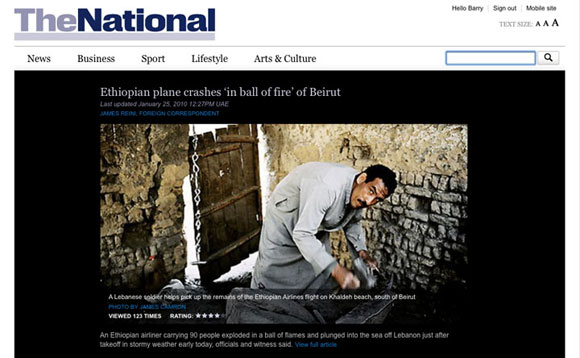 Hello Barry Sign out Mobile site
TheNational
TEXT SIZE: A A A
News Business Sport Lifestyle Arts & Culture
Ethiopian plane crashes ‘in ball of fire’ of Beirut
Last updated January 25, 2010 12:27PM UAE
JAMES REINI, FOREIGN CORRESPONDENT
A Lebanese soldier helps pick up the remains of the Ethiopian Airlines flight on Khaldeh beach, south of Beirut
PHOTO BY JAMES CAMRON
VIEWED 123 TIMES RATING:
An Ethiopian airliner carrying 90 people exploded in a ball of flames and plunged into the sea off Lebanon just after
takeoff in stormy weather early today, officials and witness said. View full article